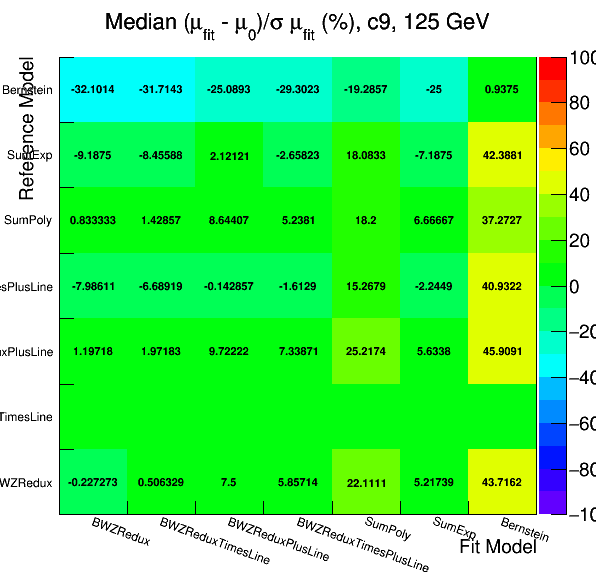 Median (μfit - μ0)/σ μfit (%), c9, 125 GeV
Reference Model
Bernstein -32.1014 -31.7143 -25.0893 -29.3023 -19.2857 -25 0.9375
SumExp -9.1875 -8.45588 2.12121 -2.65823 18.0833 -7.1875 42.3881
SumPoly 0.833333 1.42857 8.64407 5.2381 18.2 6.66667 37.2727
esPlusLine -7.98611 -6.68919 -0.142857 -1.6129 15.2679 -2.2449 40.9322
uxPlusLine 1.19718 1.97183 9.72222 7.33871 25.2174 5.6338 45.9091
TimesLine
WZRedux -0.227273 0.506329 7.5 5.85714 22.1111 5.21739 43.7162
BWZRedux BWZReduxTimesLine BWZReduxPlusLine BWZReduxTimesPlusLine SumPoly SumExp Bernstein
Fit Model
100
80
60
40
20
0
−20
−40
−60
−80
−10